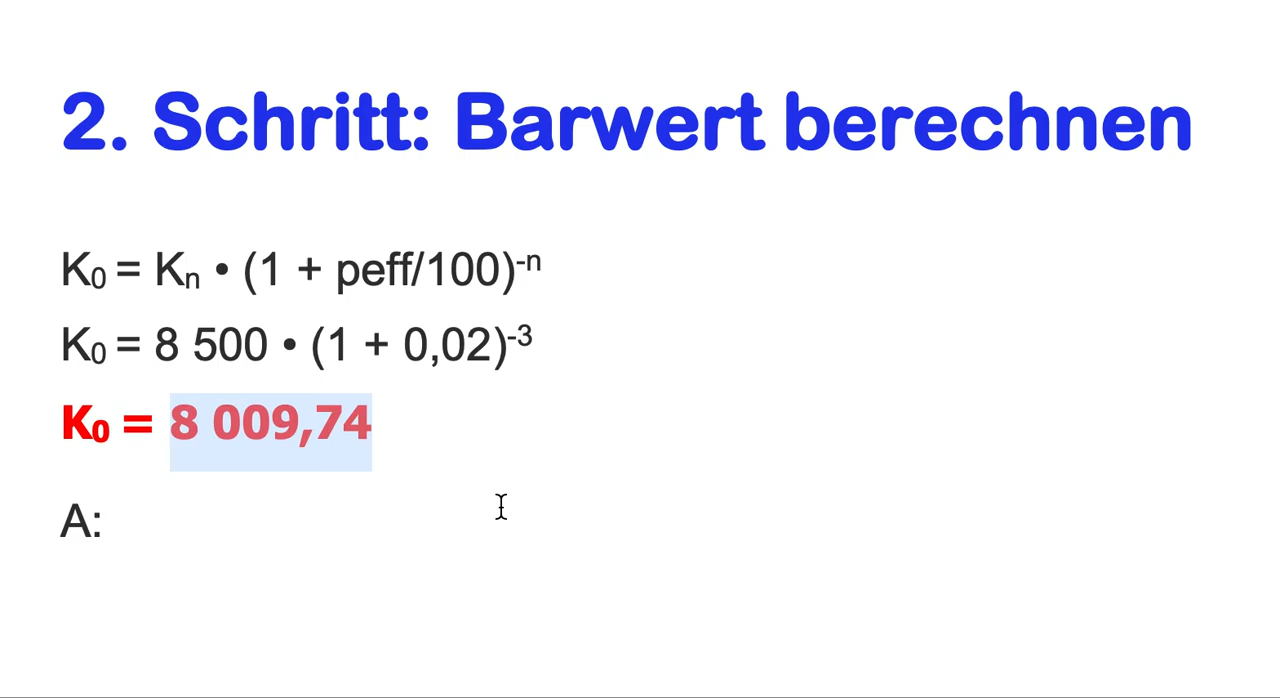 2. Schritt: Barwert berechnen
K₀ = Kₙ • (1 + peff/100)⁻ⁿ
K₀ = 8 500 • (1 + 0,02)⁻³
K₀ = 8 009,74
A: